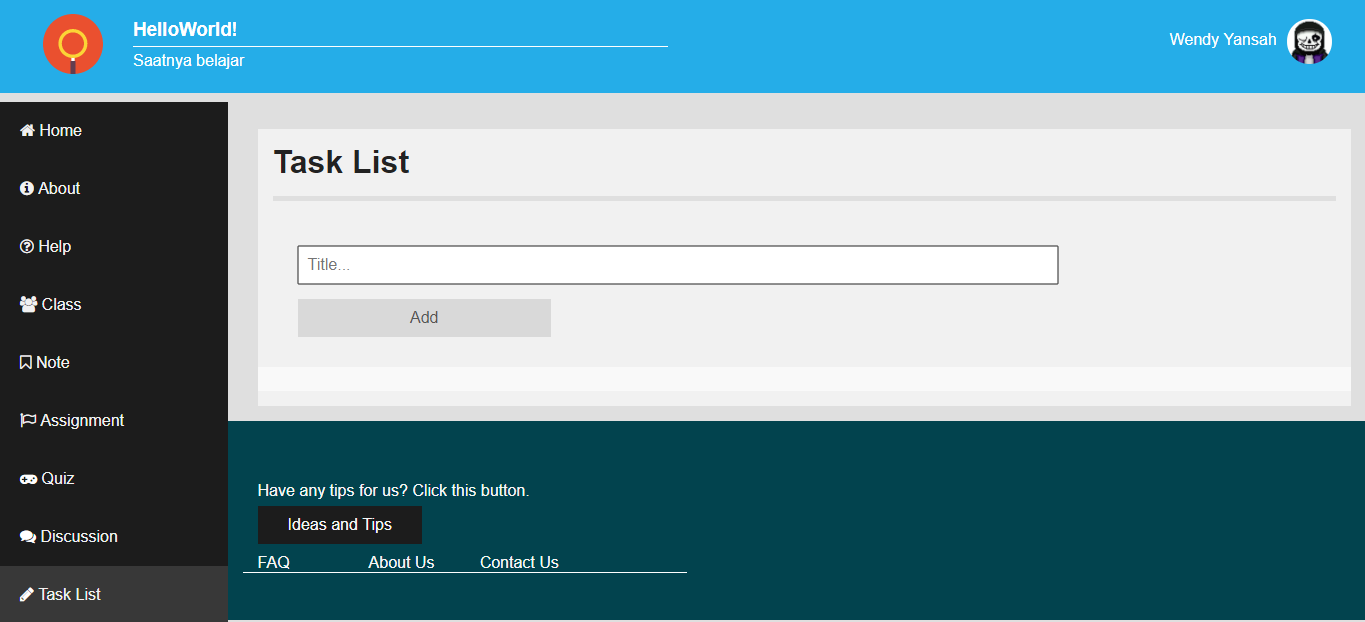 HelloWorld!
Saatnya belajar
Wendy Yansah
Home
About
Help
Class
Note
Assignment
Quiz
Discussion
Task List
Task List
Title...
Add
Have any tips for us? Click this button.
Ideas and Tips
FAQ About Us Contact Us